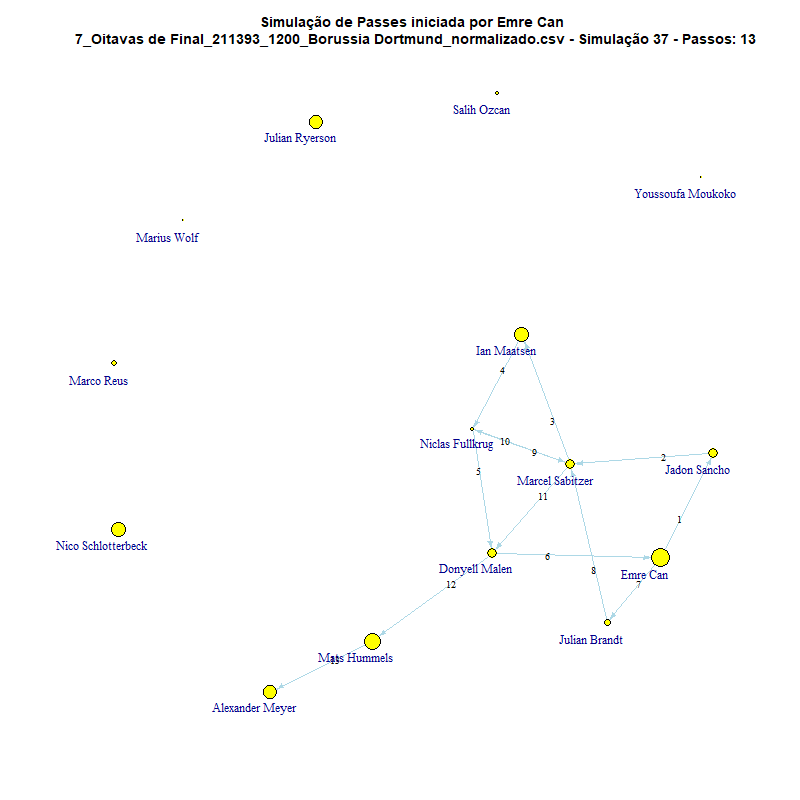 Simulação de Passes iniciada por Emre Can
7_Oitavas de Final_211393_1200_Borussia Dortmund_normalizado.csv - Simulação 37 - Passos: 13
Salih Ozcan
Julian Ryerson
Youssoufa Moukoko
Marius Wolf
Ian Maatsen
4
Marco Reus
3
Niclas Fullkrug
10
9
2
Jadon Sancho
5
Marcel Sabitzer
11
1
Nico Schlotterbeck
6
Donyell Malen
8
Emre Can
12
7
Julian Brandt
Mats Hummels
13
Alexander Meyer